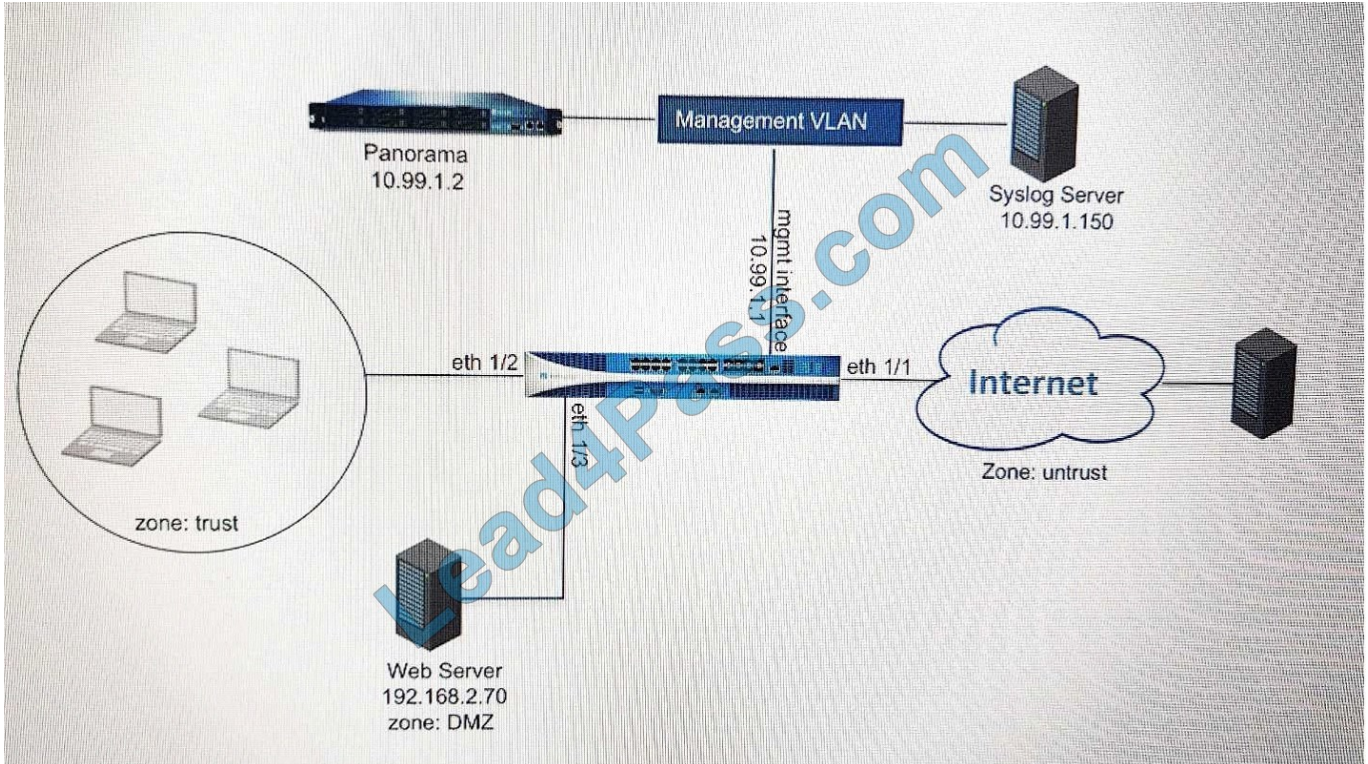 Panorama
10.99.1.2
Management VLAN
Syslog Server
10.99.1.150
mgmt interface
10.99.1.1
eth 1/2
eth 1/1
eth 1/3
Internet
Zone: untrust
zone: trust
Web Server
192.168.2.70
zone: DMZ
Lead4Pass.com